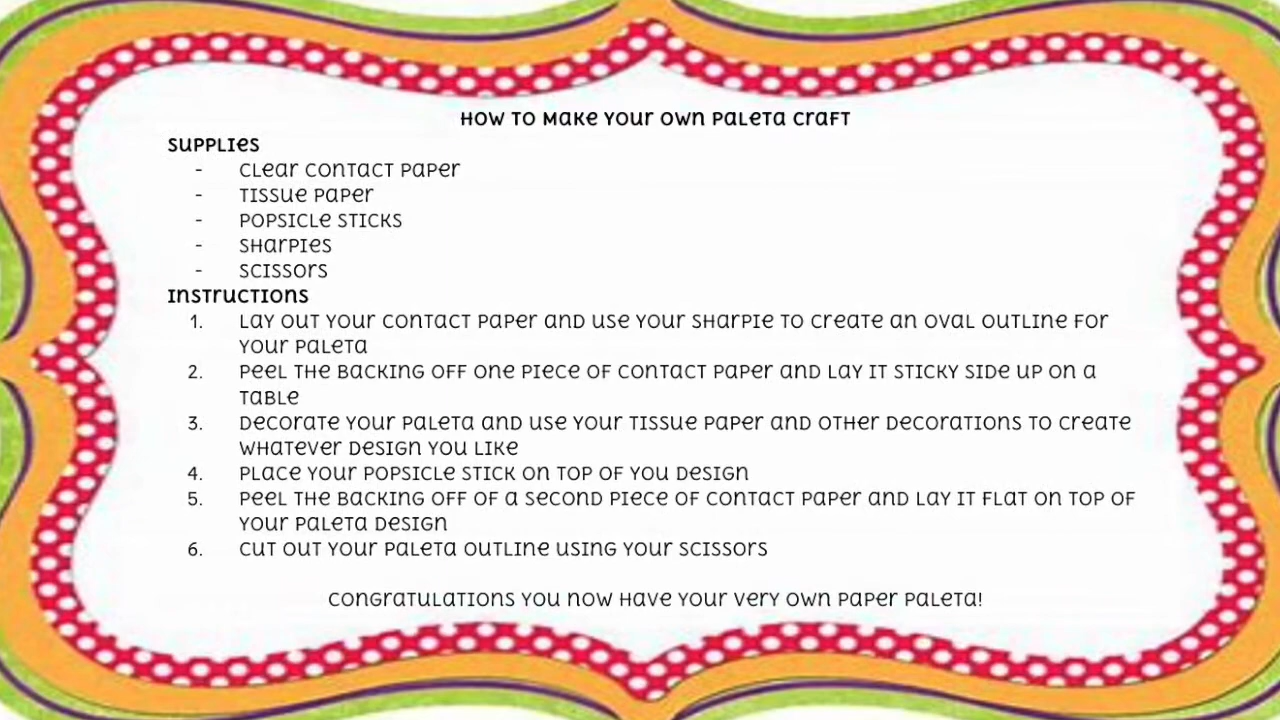 How to Make Your Own Paleta Craft
Supplies
- Clear Contact Paper
- Tissue Paper
- Popsicle Sticks
- Sharpies
- Scissors
Instructions
1. Lay out your contact paper and use your sharpie to create an oval outline for
your paleta
2. Peel the backing off one piece of contact paper and lay it sticky side up on a
table
3. Decorate your paleta and use your tissue paper and other decorations to create
whatever design you like
4. Place your popsicle stick on top of you design
5. Peel the backing off of a second piece of contact paper and lay it flat on top of
your paleta design
6. Cut out your paleta outline using your scissors
Congratulations you now have your very own paper paleta!